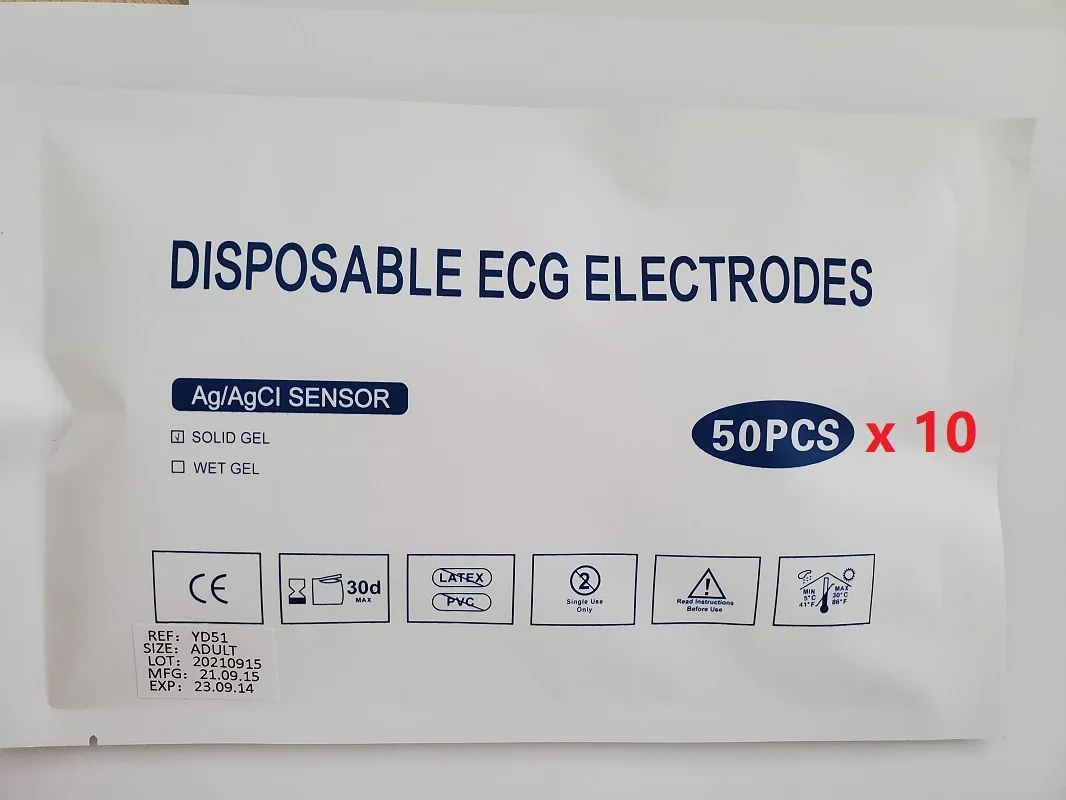 DISPOSABLE ECG ELECTRODES
Ag/AgCl SENSOR
☑ SOLID GEL
☐ WET GEL
50PCS x 10
CE
30d
MAX
LATEX
PVC
2
Single Use
Only
!
Read Instructions
Before Use
MIN
5°C
41°F
MAX
30°C
86°F
REF: YD51
SIZE: ADULT
LOT: 20210915
MFG: 21.09.15
EXP: 23.09.14